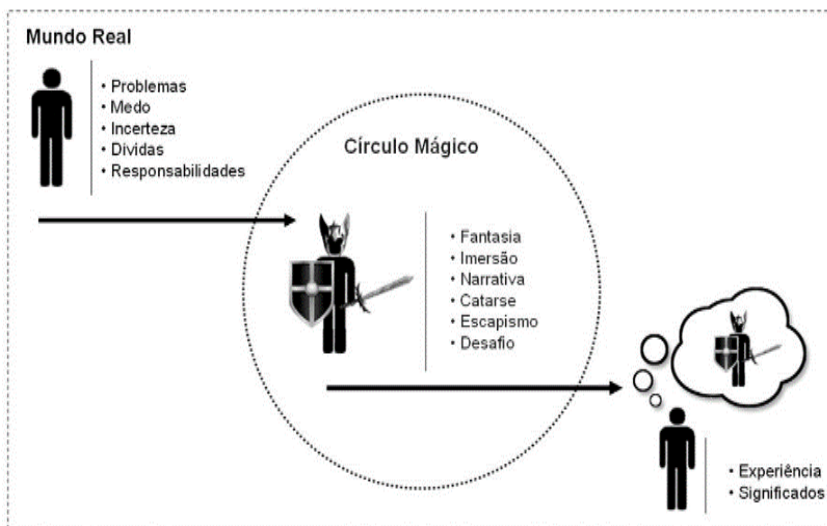 Mundo Real
• Problemas
• Medo
• Incerteza
• Dividas
• Responsabilidades
Círculo Mágico
• Fantasia
• Imersão
• Narrativa
• Catarse
• Escapismo
• Desafio
• Experiência
• Significados